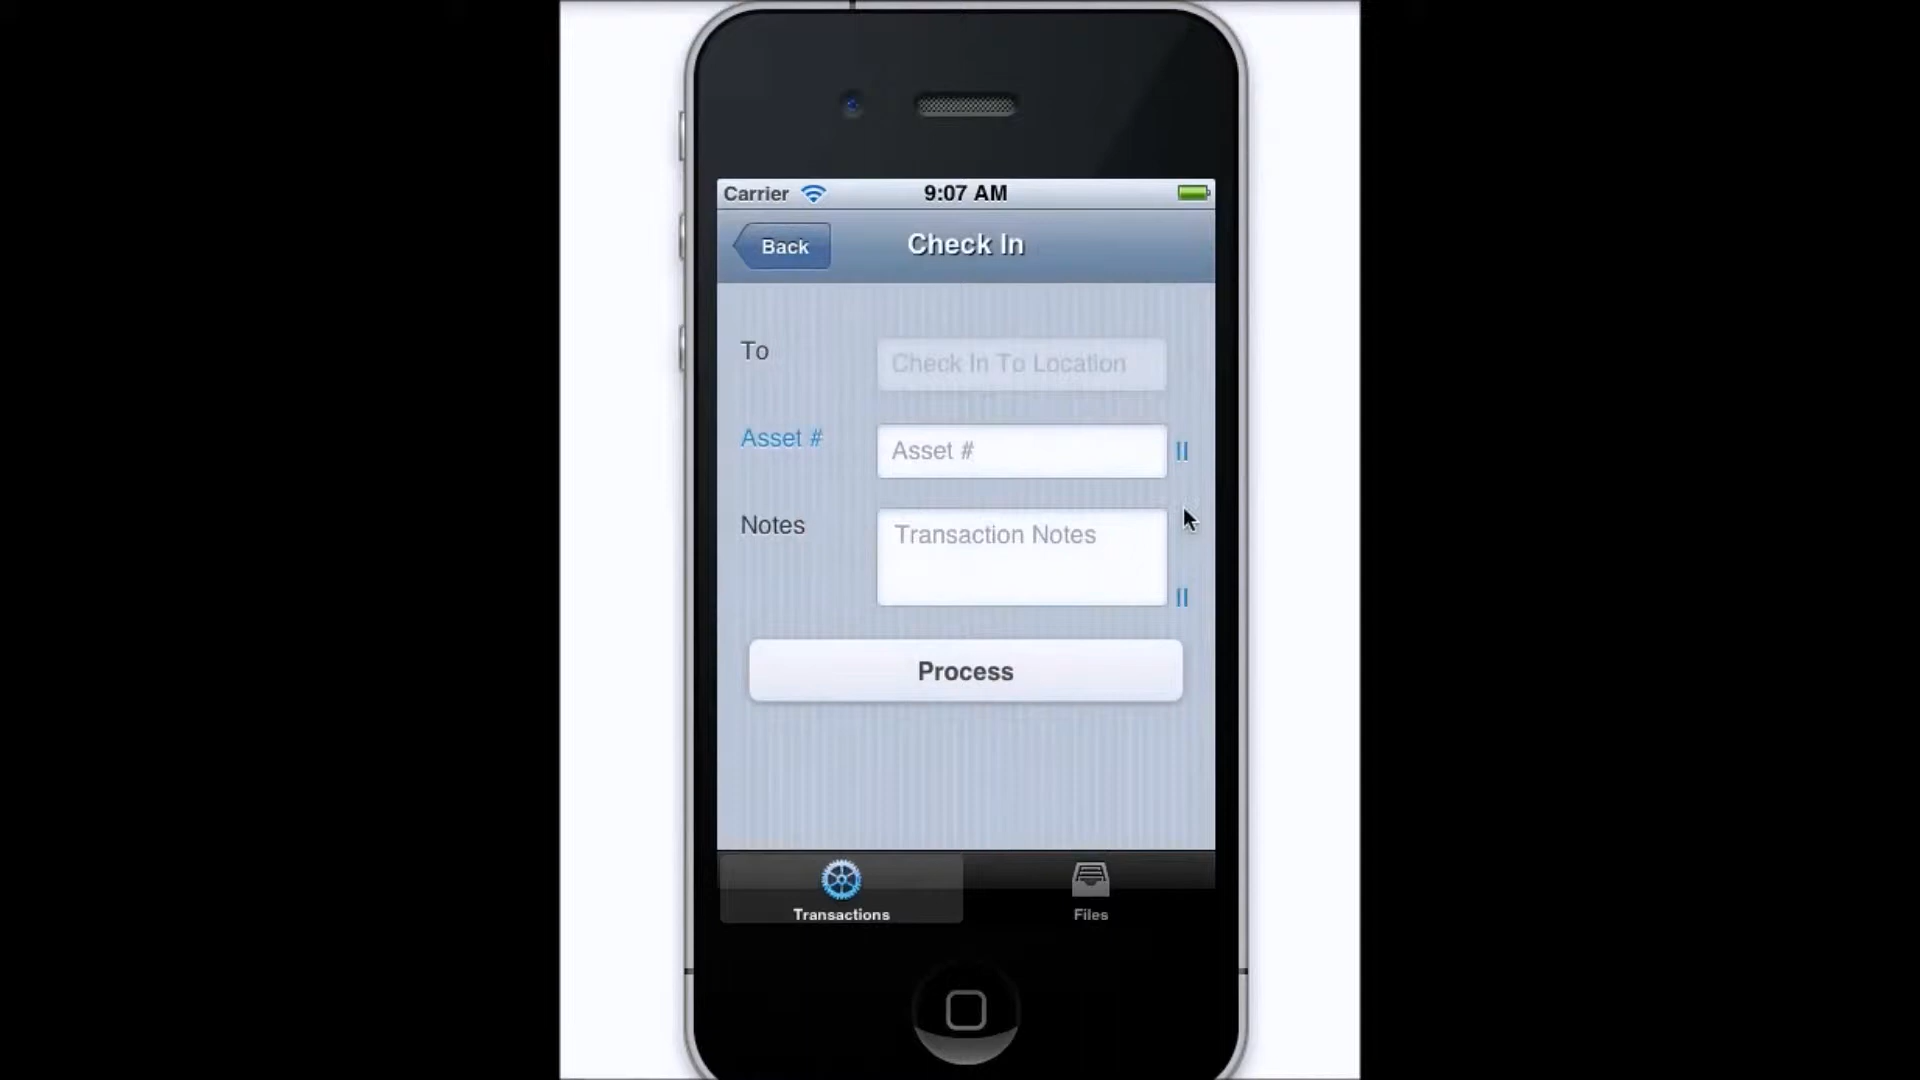 Carrier 9:07 AM
Back Check In
To Check In To Location
Asset # Asset #
Notes Transaction Notes
Process
Transactions Files